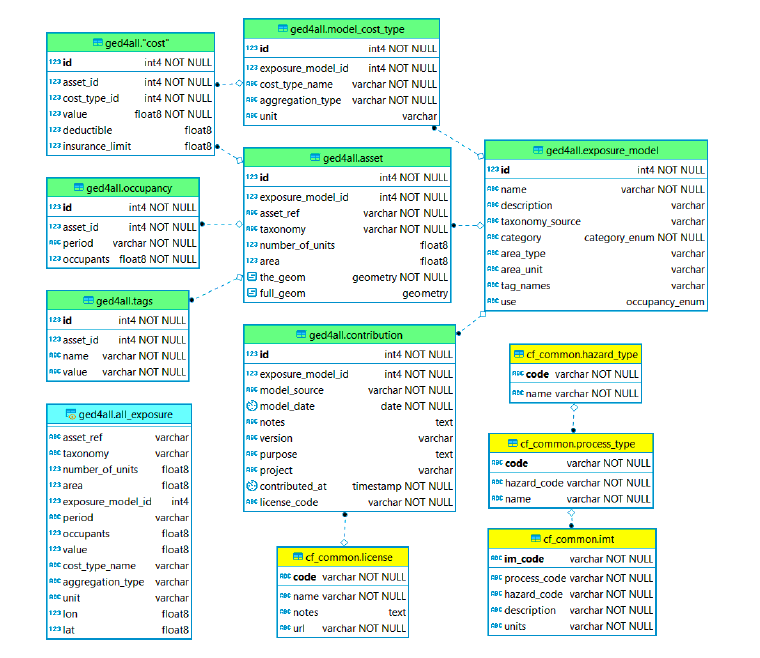 ged4all."cost"
123 id int4 NOT NULL
123 asset_id int4 NOT NULL
123 cost_type_id int4 NOT NULL
123 value float8 NOT NULL
123 deductible float8
123 insurance_limit float8
ged4all.model_cost_type
123 id int4 NOT NULL
123 exposure_model_id int4 NOT NULL
ABC cost_type_name varchar NOT NULL
ABC aggregation_type varchar NOT NULL
ABC unit varchar
ged4all.occupancy
123 id int4 NOT NULL
123 asset_id int4 NOT NULL
ABC period varchar NOT NULL
123 occupants float8 NOT NULL
ged4all.asset
123 id int4 NOT NULL
123 exposure_model_id int4 NOT NULL
ABC asset_ref varchar NOT NULL
ABC taxonomy varchar NOT NULL
123 number_of_units float8
123 area float8
the_geom geometry NOT NULL
full_geom geometry
ged4all.exposure_model
123 id int4 NOT NULL
ABC name varchar NOT NULL
ABC description varchar
ABC taxonomy_source varchar
ABC category category_enum NOT NULL
ABC area_type varchar
ABC area_unit varchar
ABC tag_names varchar
ABC use occupancy_enum
ged4all.tags
123 id int4 NOT NULL
123 asset_id int4 NOT NULL
ABC name varchar NOT NULL
ABC value varchar NOT NULL
ged4all.contribution
123 id int4 NOT NULL
123 exposure_model_id int4 NOT NULL
ABC model_source varchar NOT NULL
model_date date NOT NULL
ABC notes text
ABC version varchar
ABC purpose text
ABC project varchar
contributed_at timestamp NOT NULL
ABC license_code varchar NOT NULL
cf_common.hazard_type
ABC code varchar NOT NULL
ABC name varchar NOT NULL
ged4all.all_exposure
ABC asset_ref varchar
ABC taxonomy varchar
123 number_of_units float8
123 area float8
123 exposure_model_id int4
ABC period varchar
123 occupants float8
123 value float8
ABC cost_type_name varchar
ABC aggregation_type varchar
ABC unit varchar
123 lon float8
123 lat float8
cf_common.process_type
ABC code varchar NOT NULL
ABC hazard_code varchar NOT NULL
ABC name varchar NOT NULL
cf_common.license
ABC code varchar NOT NULL
ABC name varchar NOT NULL
ABC notes text
ABC url varchar NOT NULL
cf_common.imt
ABC im_code varchar NOT NULL
ABC process_code varchar NOT NULL
ABC hazard_code varchar NOT NULL
ABC description varchar NOT NULL
ABC units varchar NOT NULL